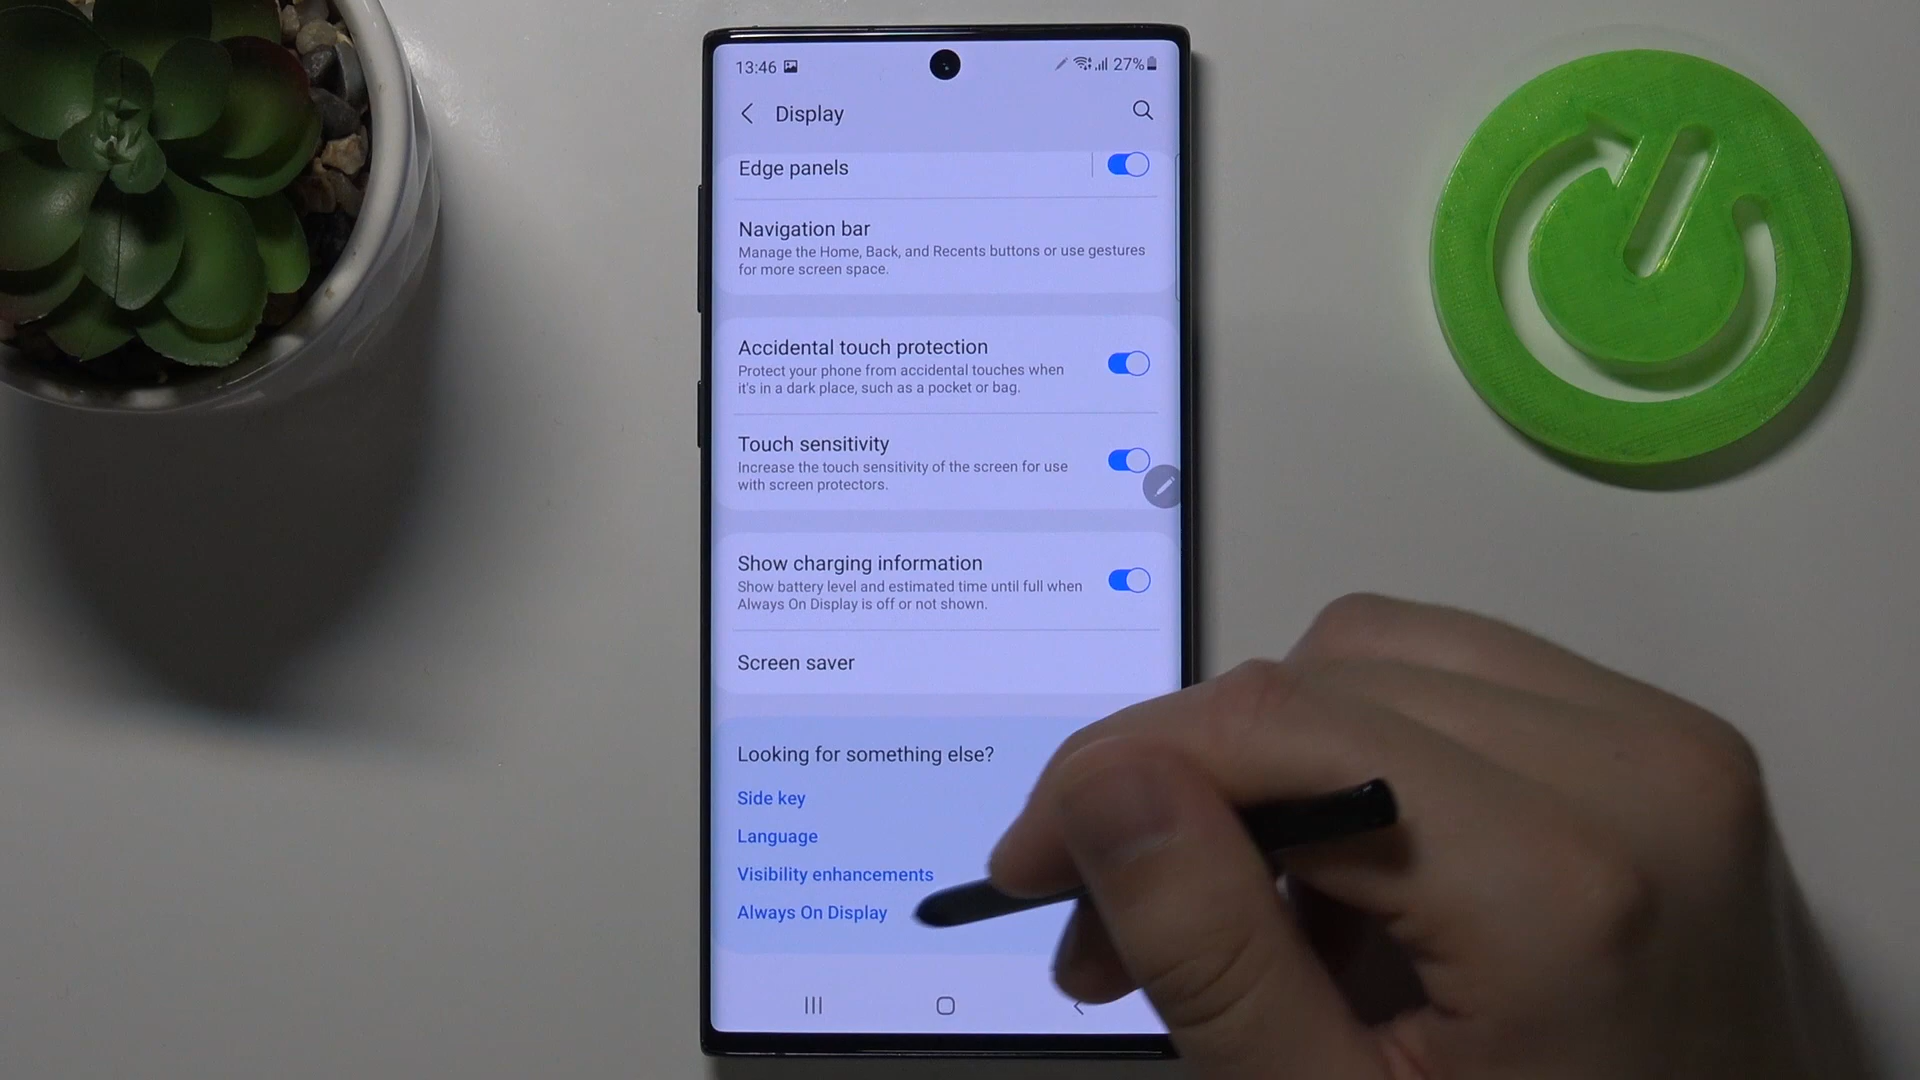 13:46
27%
Display
Edge panels
Navigation bar
Manage the Home, Back, and Recents buttons or use gestures
for more screen space.
Accidental touch protection
Protect your phone from accidental touches when
it's in a dark place, such as a pocket or bag.
Touch sensitivity
Increase the touch sensitivity of the screen for use
with screen protectors.
Show charging information
Show battery level and estimated time until full when
Always On Display is off or not shown.
Screen saver
Looking for something else?
Side key
Language
Visibility enhancements
Always On Display